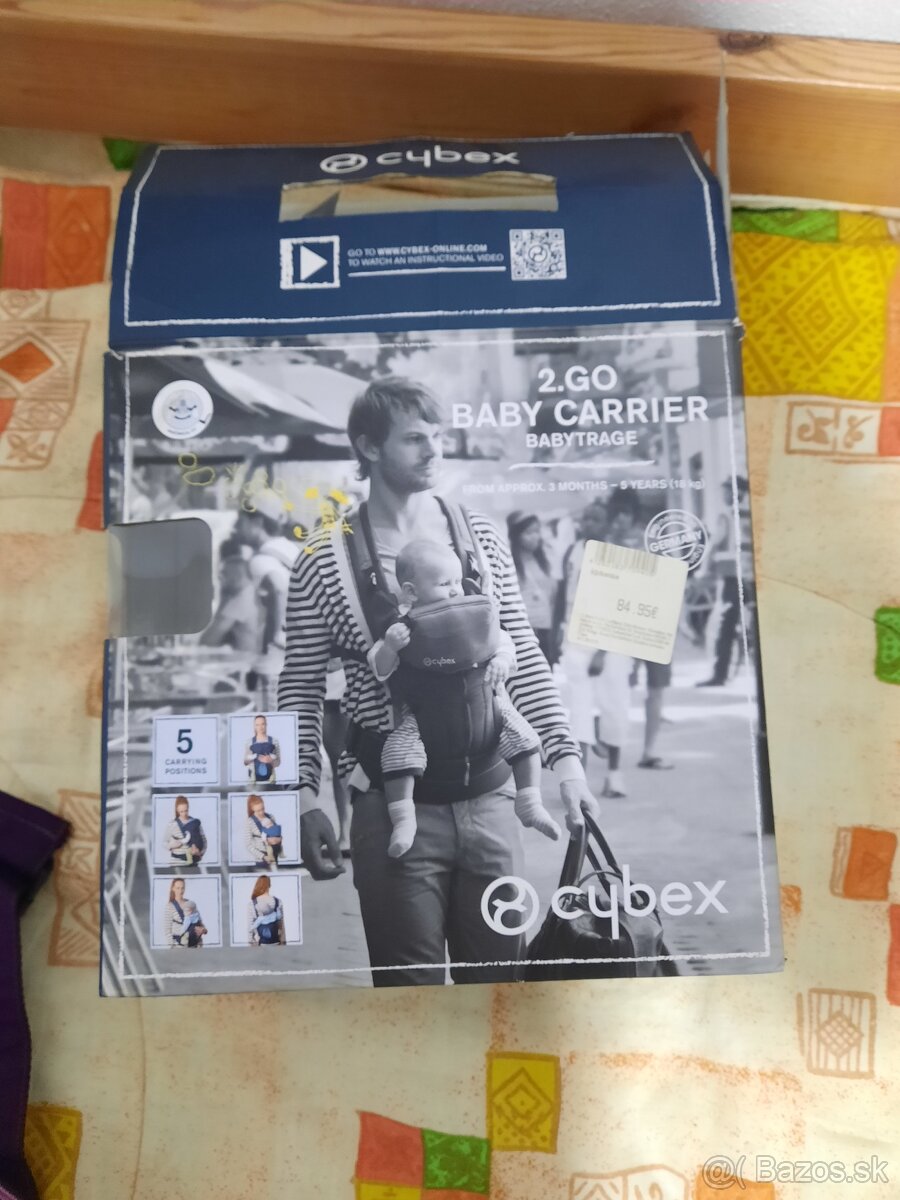 cybex
GO TO WWW.CYBEX-ONLINE.COM
TO WATCH AN INSTRUCTIONAL VIDEO
2.GO
BABY CARRIER
BABYTRAGE
FROM APPROX. 3 MONTHS – 5 YEARS (18 kg)
GERMANY
84.95€
cybex
5
CARRYING
POSITIONS
cybex
@( Bazos.sk